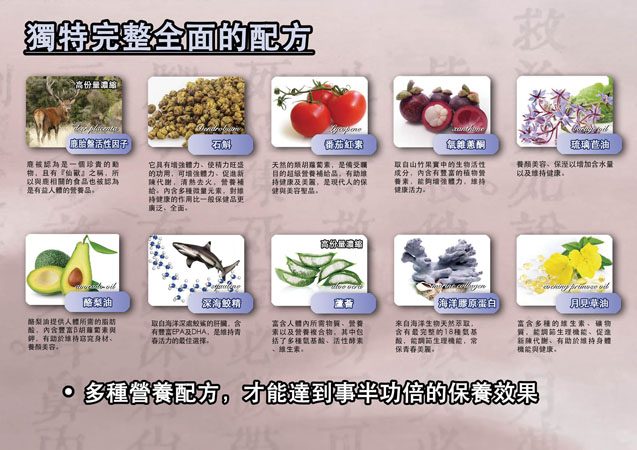 獨特完整全面的配方
高份量濃縮
deer placenta
鹿胎盤活性因子
鹿被認為是一個珍貴的動
物，且有『仙獸』之稱，所
以與鹿相關的食品也被認為
是有益人體的營養品。
Dendrobium
石斛
它具有增強體力、使精力旺盛
的功用，可增強體力，促進新
陳代謝，清熱去火，營養補
給。內含多種微量元素，對維
持健康的作用比一般保健品更
廣泛、全面。
Lycopene
番茄紅素
天然的類胡蘿蔔素，是備受矚
目的超級營養補給品，有助維
持健康及美麗，是現代人的保
健與美容聖品。
xanthone
氧雜蒽酮
取自山竹果實中的生物活性
成分，內含有豐富的植物營
養素，能夠增強體力，維持
健康活力。
琉璃苣油
養顏美容、保溼以增加含水量
以及維持健康。
avocado oil
酪梨油
酪梨油提供人體所需的脂肪
酸，內含豐富β胡蘿蔔素與
鉀，有助於維持窈窕身材、
養顏美容。
squalene
深海鮫精
取自海洋深處鮫鯊的肝臟，含
有豐富EPA及DHA，是維持青
春活力的最佳選擇。
高份量濃縮
aloe vera
蘆薈
富含人體內所需物質、營養
素以及營養複合物，其中包
括了多種氨基酸、活性酵素
、維生素。
marine collagen
海洋膠原蛋白
來自海洋生物天然萃取，
含有最完整的18種氨基
酸，能調節生理機能，常
保青春美麗。
evening primrose oil
月見草油
富含多種的維生素、礦物
質，能調節生理機能、促進
新陳代謝、有助於維持身體
機能與健康。
• 多種營養配方，才能達到事半功倍的保養效果